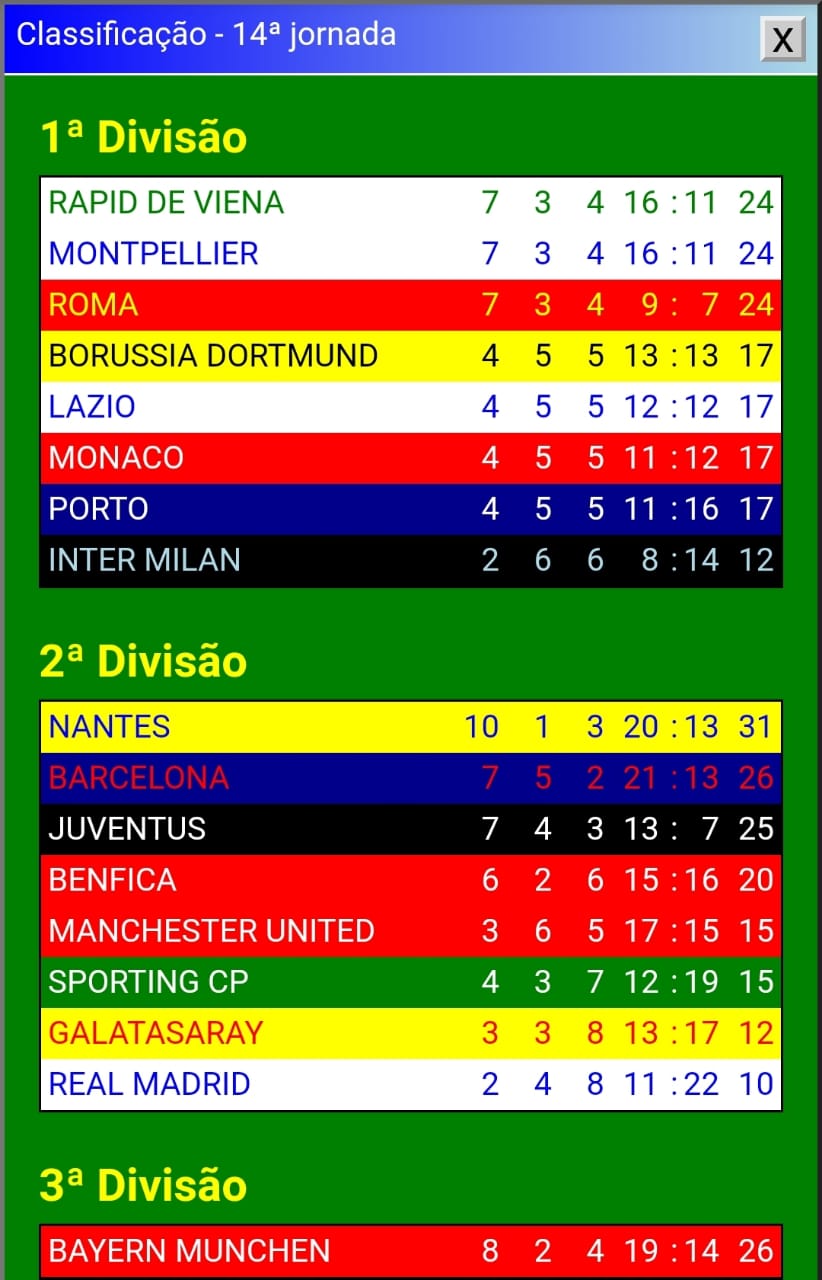 Classificação - 14ª jornada X
1ª Divisão
RAPID DE VIENA 7 3 4 16 : 11 24
MONTPELLIER 7 3 4 16 : 11 24
ROMA 7 3 4 9 : 7 24
BORUSSIA DORTMUND 4 5 5 13 : 13 17
LAZIO 4 5 5 12 : 12 17
MONACO 4 5 5 11 : 12 17
PORTO 4 5 5 11 : 16 17
INTER MILAN 2 6 6 8 : 14 12
2ª Divisão
NANTES 10 1 3 20 : 13 31
BARCELONA 7 5 2 21 : 13 26
JUVENTUS 7 4 3 13 : 7 25
BENFICA 6 2 6 15 : 16 20
MANCHESTER UNITED 3 6 5 17 : 15 15
SPORTING CP 4 3 7 12 : 19 15
GALATASARAY 3 3 8 13 : 17 12
REAL MADRID 2 4 8 11 : 22 10
3ª Divisão
BAYERN MUNCHEN 8 2 4 19 : 14 26